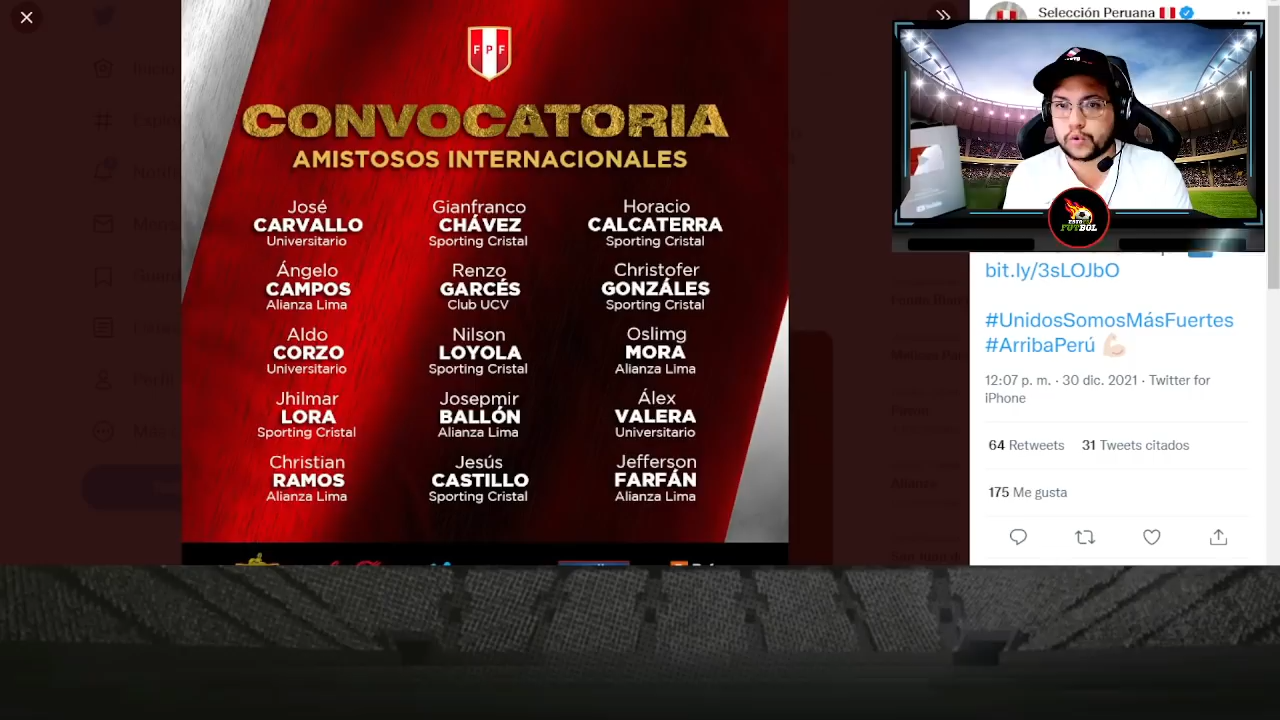 FPF
CONVOCATORIA
AMISTOSOS INTERNACIONALES
José
CARVALLO
Universitario
Ángelo
CAMPOS
Alianza Lima
Aldo
CORZO
Universitario
Jhilmar
LORA
Sporting Cristal
Christian
RAMOS
Alianza Lima
Gianfranco
CHÁVEZ
Sporting Cristal
Renzo
GARCÉS
Club UCV
Nilson
LOYOLA
Sporting Cristal
Josepmir
BALLÓN
Alianza Lima
Jesús
CASTILLO
Sporting Cristal
Horacio
CALCATERRA
Sporting Cristal
Christofer
GONZÁLES
Sporting Cristal
Oslimg
MORA
Alianza Lima
Álex
VALERA
Universitario
Jefferson
FARFÁN
Alianza Lima
Selección Peruana
FUTBOL
bit.ly/3sLOJbO
#UnidosSomosMásFuertes
#ArribaPerú
12:07 p. m. · 30 dic. 2021 · Twitter for
iPhone
64 Retweets 31 Tweets citados
175 Me gusta